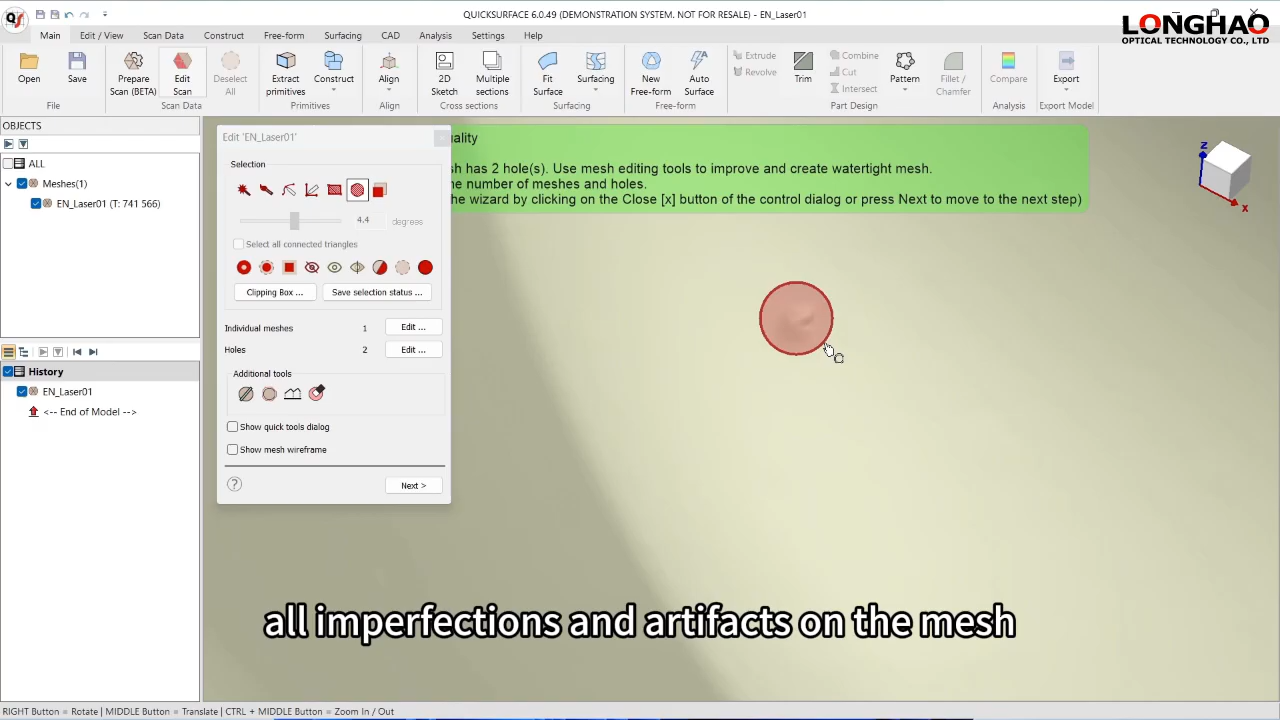 QUICKSURFACE 6.0.49 (DEMONSTRATION SYSTEM. NOT FOR RESALE) - EN_Laser01
LONGHAO
OPTICAL TECHNOLOGY CO., LTD
Main Edit / View Scan Data Construct Free-form Surfacing CAD Analysis Settings Help
Open
Save
Prepare Scan (BETA)
Edit Scan
Deselect All
Extract primitives
Construct
Align
2D Sketch
Multiple sections
Fit Surface
Surfacing
New Free-form
Auto Surface
Extrude
Revolve
Trim
Combine
Cut
Intersect
Pattern
Fillet / Chamfer
Compare
Export
File Scan Data Primitives Align Cross sections Surfacing Free-form Part Design Analysis Export Model
OBJECTS
ALL
Meshes(1)
EN_Laser01 (T: 741 566)
History
EN_Laser01
<-- End of Model -->
Edit 'EN_Laser01'
Selection
4.4 degrees
Select all connected triangles
Clipping Box ... Save selection status ...
Individual meshes 1 Edit ...
Holes 2 Edit ...
Additional tools
Show quick tools dialog
Show mesh wireframe
? Next >
uality
sh has 2 hole(s). Use mesh editing tools to improve and create watertight mesh.
he number of meshes and holes.
he wizard by clicking on the Close [x] button of the control dialog or press Next to move to the next step)
z
x
all imperfections and artifacts on the mesh
RIGHT Button = Rotate | MIDDLE Button = Translate | CTRL + MIDDLE Button = Zoom In / Out